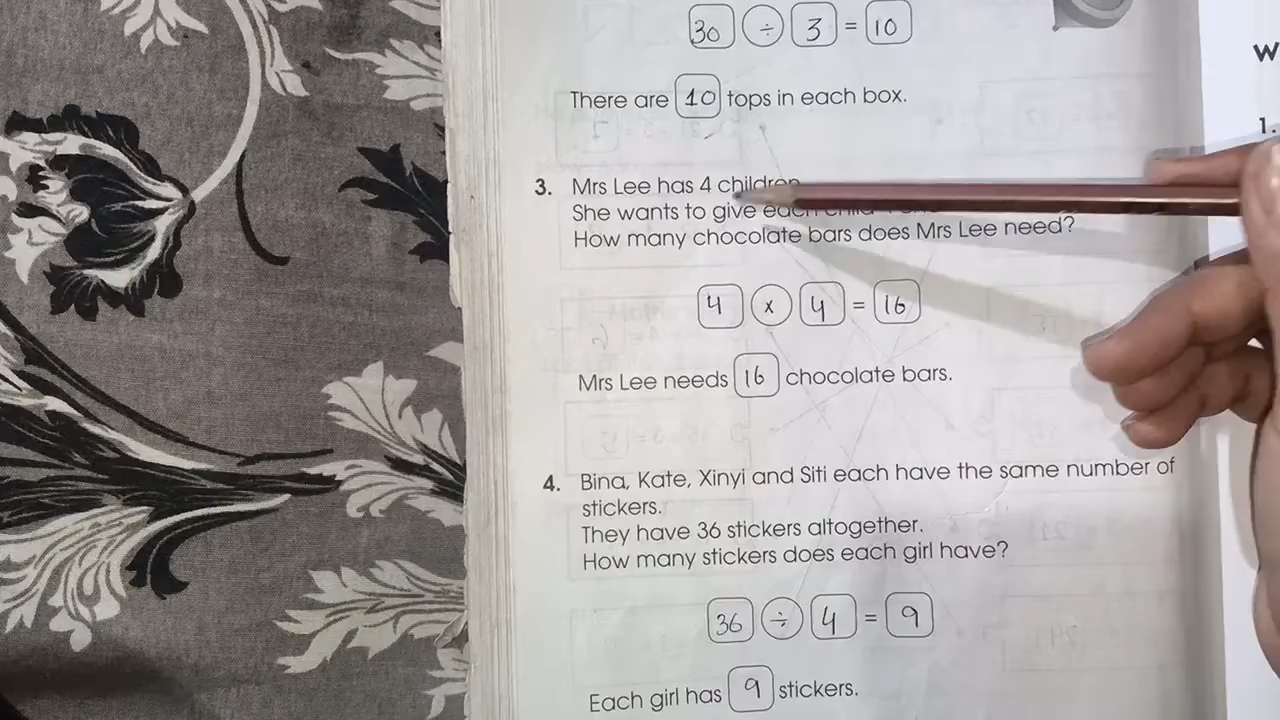 30 ÷ 3 = 10
There are 10 tops in each box.
W
1.
3. Mrs Lee has 4 children
She wants to give each child
How many chocolate bars does Mrs Lee need?
4 x 4 = 16
Mrs Lee needs 16 chocolate bars.
4. Bina, Kate, Xinyi and Siti each have the same number of
stickers.
They have 36 stickers altogether.
How many stickers does each girl have?
36 ÷ 4 = 9
Each girl has 9 stickers.